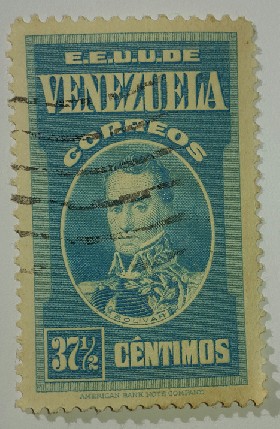 E.E.U.U.DE
VENEZUELA
CORREOS
37½ CÉNTIMOS
AMERICAN BANK NOTE COMPANY